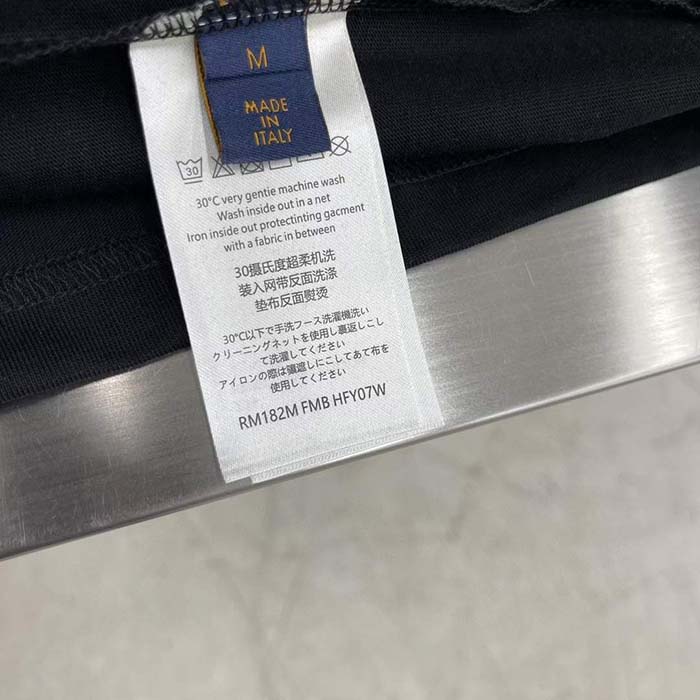 M
MADE
IN
ITALY
30
30°C very gentie machine wash
Wash inside out in a net
Iron inside out protectinting gacment
with a fabric in between
30摄氏度超柔机洗
装入网带反面洗涤
垫布反面熨烫
30℃以下で手洗フース洗濯機洗い
クリーニングネットを使用し裏返しこし
て洗濯してください
アイロンの際は
遮しにこしてあて布を
使用してください
RM182M FMB HFY07W